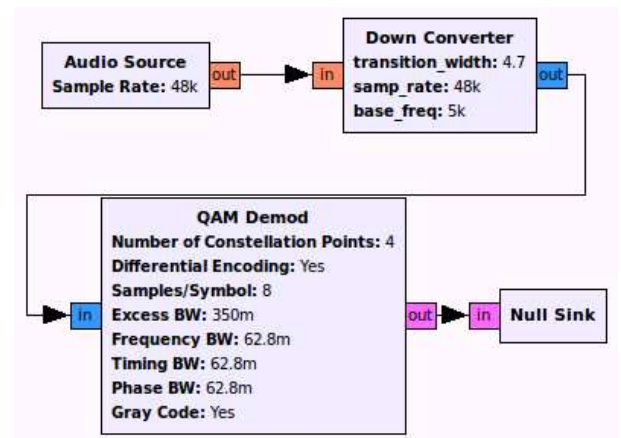 Audio Source
Sample Rate: 48k
out
in
Down Converter
transition_width: 4.7
samp_rate: 48k
base_freq: 5k
out
in
QAM Demod
Number of Constellation Points: 4
Differential Encoding: Yes
Samples/Symbol: 8
Excess BW: 350m
Frequency BW: 62.8m
Timing BW: 62.8m
Phase BW: 62.8m
Gray Code: Yes
out
in
Null Sink